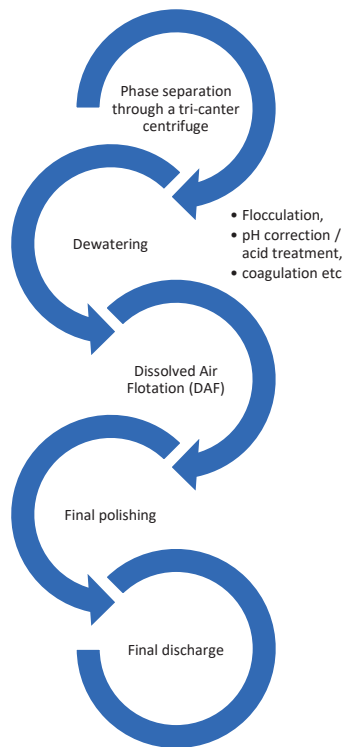 Phase separation
through a tri-canter
centrifuge
Dewatering
• Flocculation,
• pH correction /
acid treatment,
• coagulation etc
Dissolved Air
Flotation (DAF)
Final polishing
Final discharge